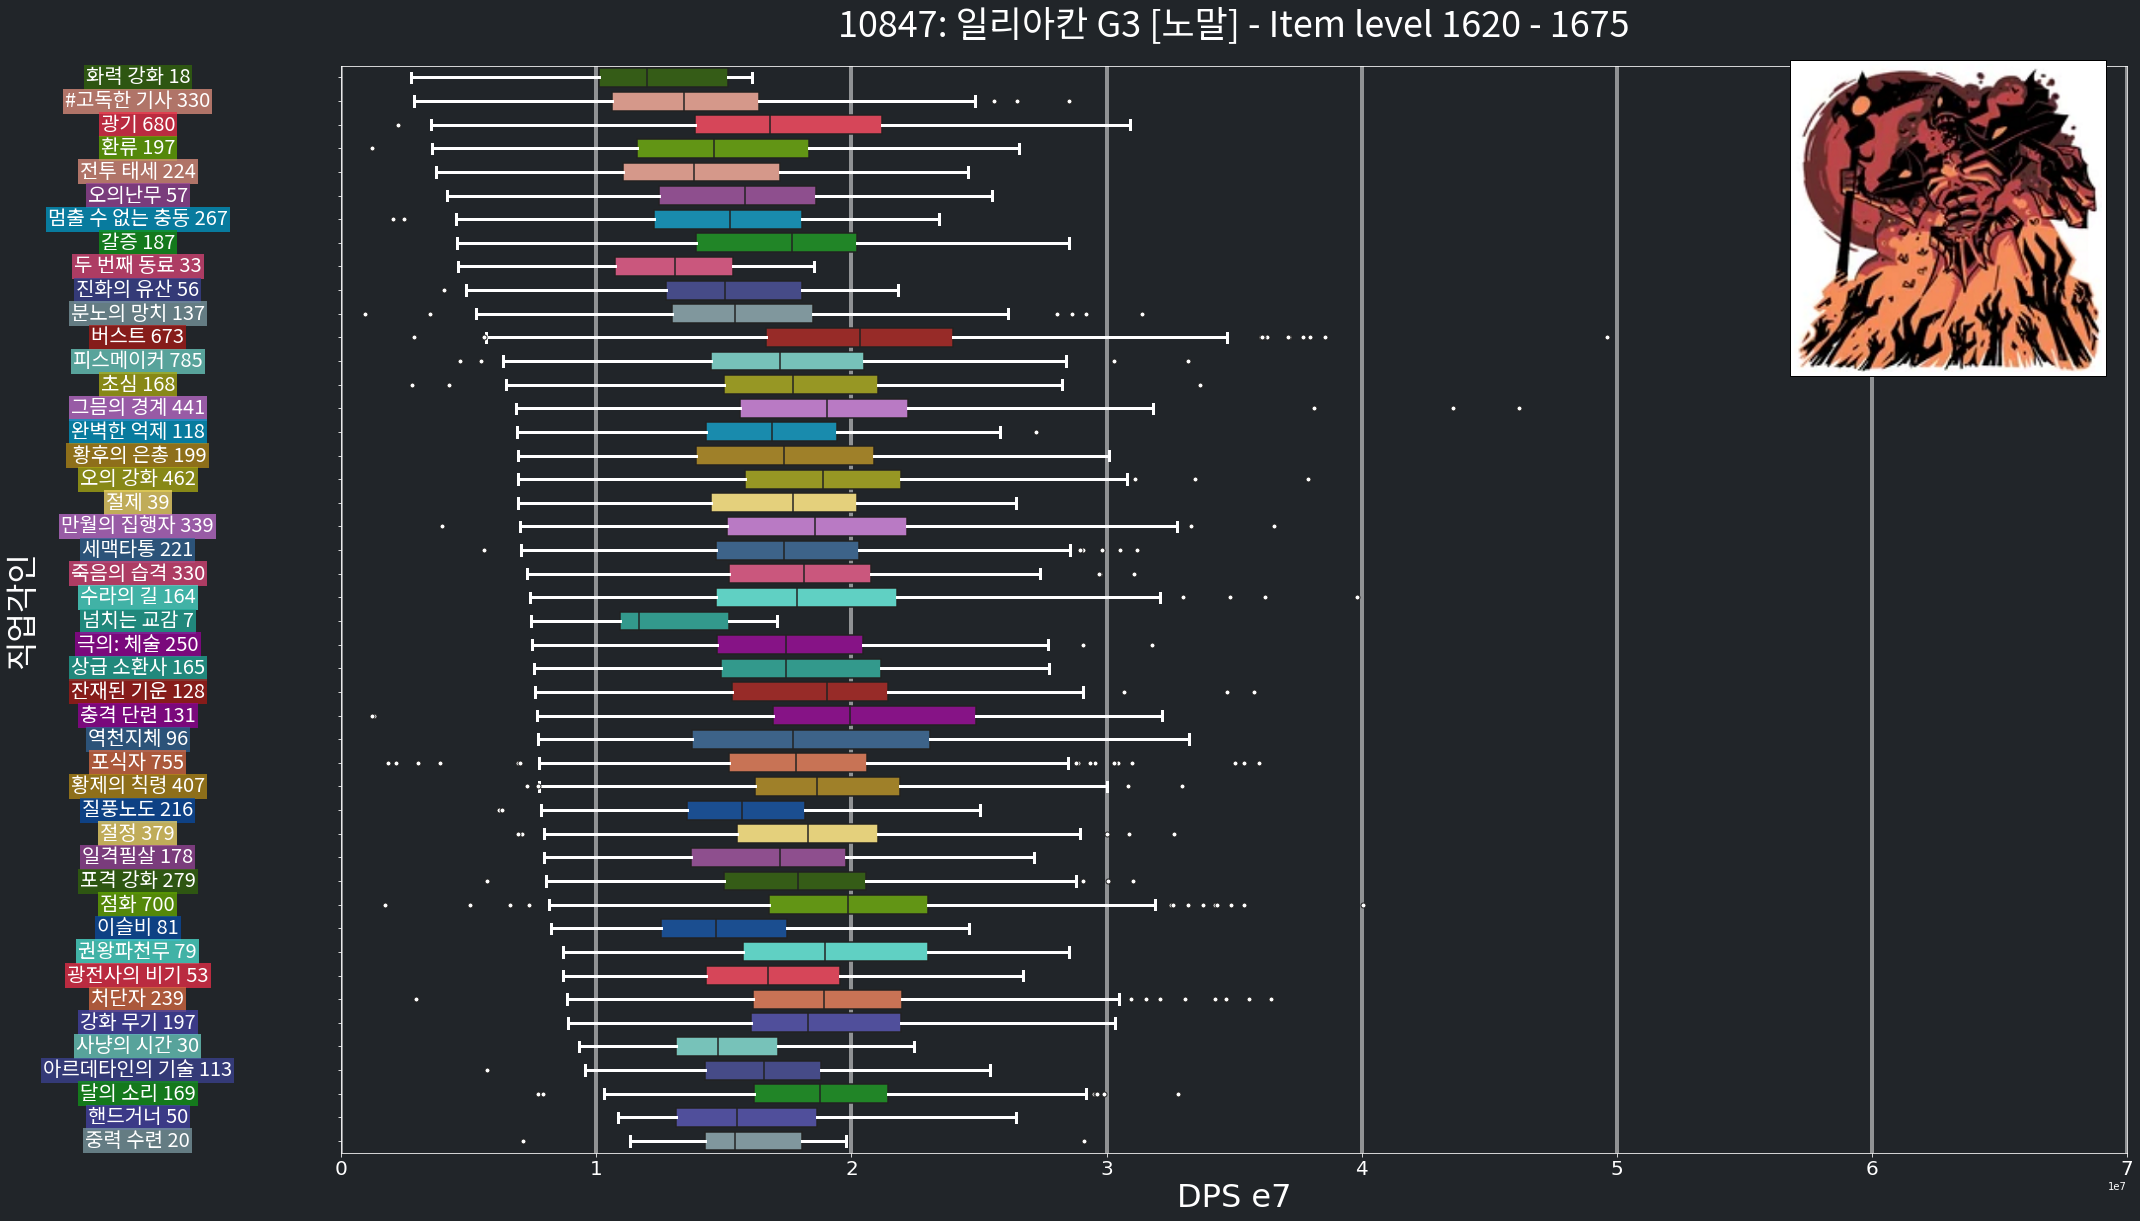 10847: 일리아칸 G3 [노말] - Item level 1620 - 1675
직업각인
화력 강화 18
#고독한 기사 330
광기 680
환류 197
전투 태세 224
오의난무 57
멈출 수 없는 충동 267
갈증 187
두 번째 동료 33
진화의 유산 56
분노의 망치 137
버스트 673
피스메이커 785
초심 168
그믐의 경계 441
완벽한 억제 118
황후의 은총 199
오의 강화 462
절제 39
만월의 집행자 339
세맥타통 221
죽음의 습격 330
수라의 길 164
넘치는 교감 7
극의: 체술 250
상급 소환사 165
잔재된 기운 128
충격 단련 131
역천지체 96
포식자 755
황제의 칙령 407
질풍노도 216
절정 379
일격필살 178
포격 강화 279
점화 700
이슬비 81
권왕파천무 79
광전사의 비기 53
처단자 239
강화 무기 197
사냥의 시간 30
아르데타인의 기술 113
달의 소리 169
핸드거너 50
중력 수련 20
0 1 2 3 4 5 6 7
1e7
DPS e7